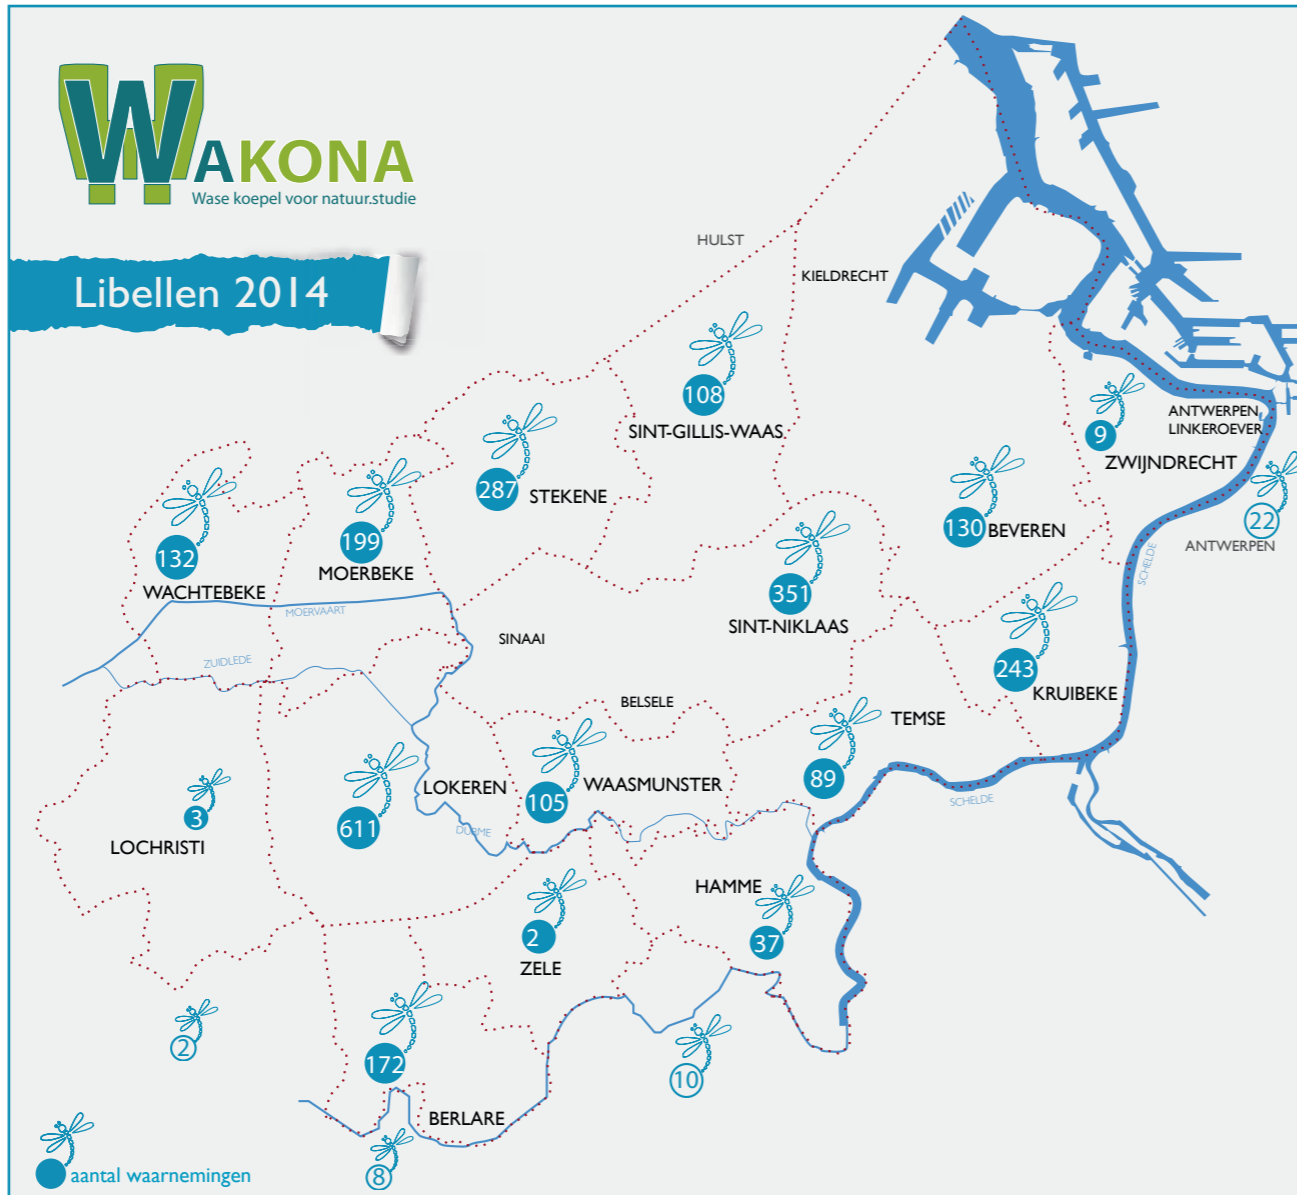 WAKONA
Wase koepel voor natuur.studie
Libellen 2014
HULST
KIELDRECHT
108
SINT-GILLIS-WAAS
9
ANTWERPEN
LINKEROEVER
ZWIJNDRECHT
287
STEKENE
22
ANTWERPEN
130
BEVEREN
132
WACHTEBEKE
199
MOERBEKE
351
SINT-NIKLAAS
SCHELDE
MOERVAART
SINAAI
ZUIDLEDE
243
KRUIBEKE
BELSELE
TEMSE
89
LOKEREN
611
105
WAASMUNSTER
SCHELDE
DURME
3
LOCHRISTI
HAMME
37
2
ZELE
2
172
10
BERLARE
8
aantal waarnemingen